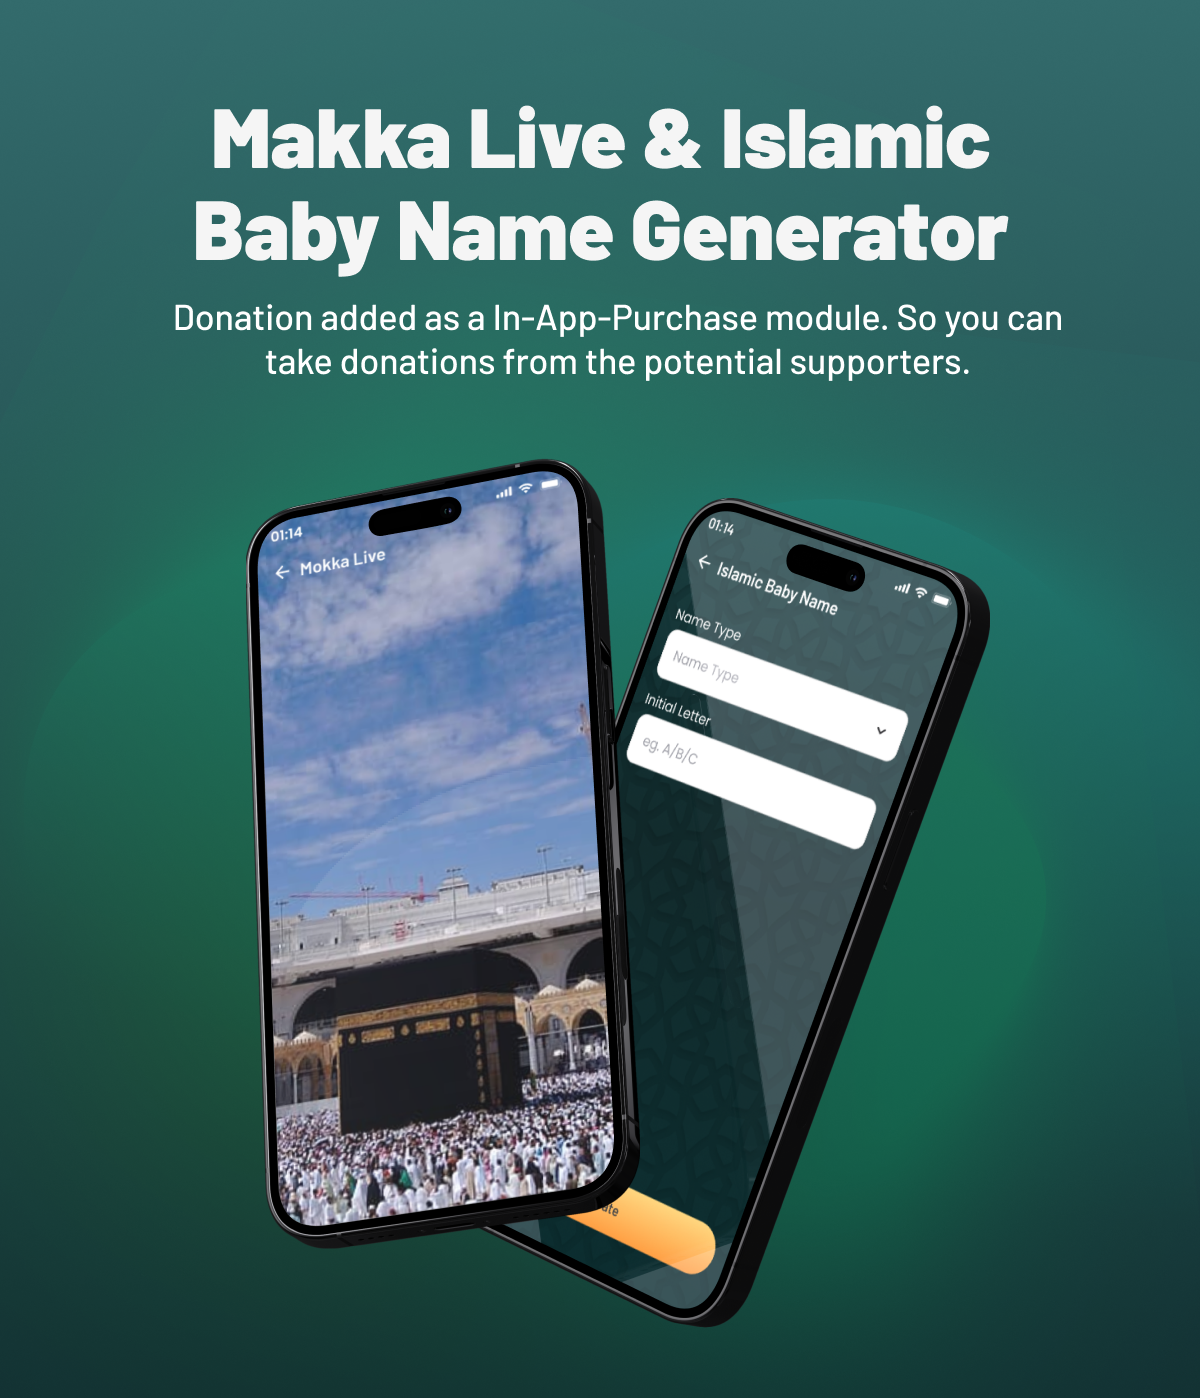 Makka Live & Islamic
Baby Name Generator
Donation added as a In-App-Purchase module. So you can
take donations from the potential supporters.
01:14
Mokka Live
01:14
Islamic Baby Name
Name Type
Name Type
Initial Letter
eg. A/B/C